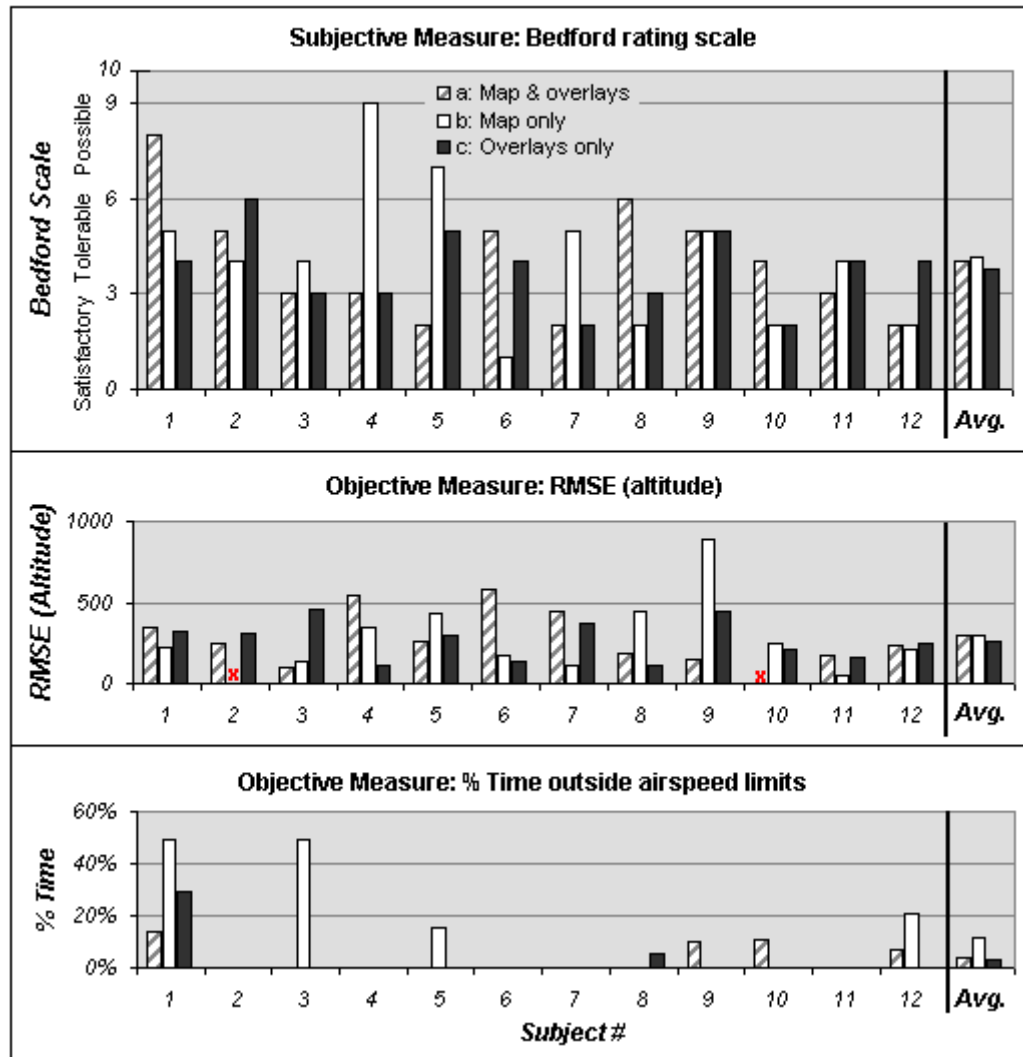 Subjective Measure: Bedford rating scale
Bedford Scale
Satisfactory Tolerable Possible
10
9
6
3
0
a: Map & overlays
b: Map only
c: Overlays only
1 2 3 4 5 6 7 8 9 10 11 12 Avg.
Objective Measure: RMSE (altitude)
RMSE (Altitude)
1000
500
0
x x
1 2 3 4 5 6 7 8 9 10 11 12 Avg.
Objective Measure: % Time outside airspeed limits
% Time
60%
40%
20%
0%
1 2 3 4 5 6 7 8 9 10 11 12 Avg.
Subject #